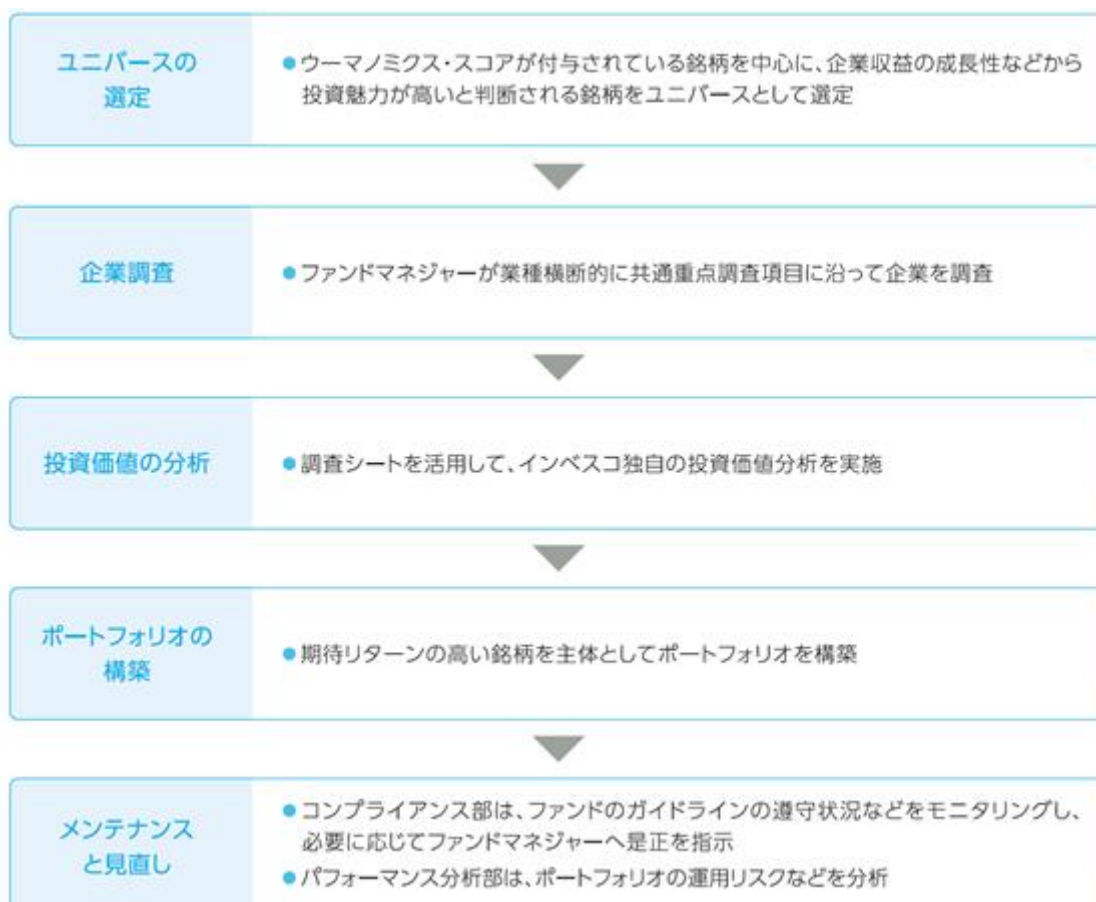 ユニバースの
選定
●ウーマノミクス・スコアが付与されている銘柄を中心に、企業収益の成長性などから
投資魅力が高いと判断される銘柄をユニバースとして選定
企業調査
●ファンドマネジャーが業種横断的に共通重点調査項目に沿って企業を調査
投資価値の分析
●調査シートを活用して、インベスコ独自の投資価値分析を実施
ポートフォリオの
構築
●期待リターンの高い銘柄を主体としてポートフォリオを構築
メンテナンス
と見直し
●コンプライアンス部は、ファンドのガイドラインの遵守状況などをモニタリングし、
必要に応じてファンドマネジャーへ是正を指示
●パフォーマンス分析部は、ポートフォリオの運用リスクなどを分析